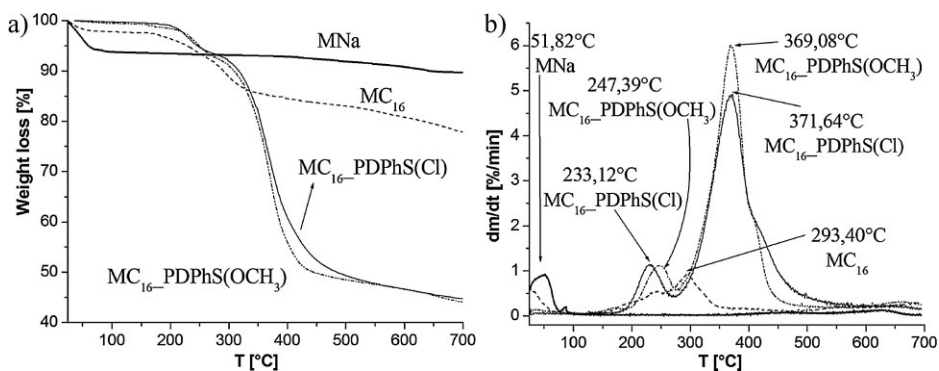 a)
100
90
80
70
60
50
40
Weight loss [%]
100 200 300 400 500 600 700
T [°C]
MNa
MC₁₆
MC₁₆_PDPhS(Cl)
MC₁₆_PDPhS(OCH₃)
b)
6
5
4
3
2
1
0
dm/dt [%/min]
100 200 300 400 500 600 700
T [°C]
51,82°C
MNa
247,39°C
MC₁₆_PDPhS(OCH₃)
233,12°C
MC₁₆_PDPhS(Cl)
369,08°C
MC₁₆_PDPhS(OCH₃)
371,64°C
MC₁₆_PDPhS(Cl)
293,40°C
MC₁₆